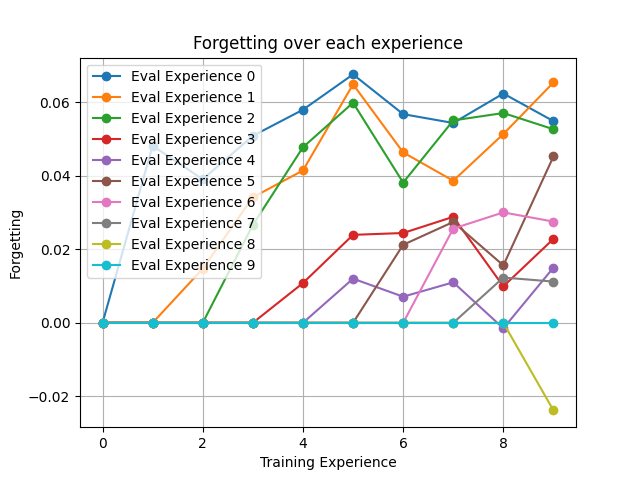 Forgetting over each experience
Eval Experience 0
Eval Experience 1
Eval Experience 2
Eval Experience 3
Eval Experience 4
Eval Experience 5
Eval Experience 6
Eval Experience 7
Eval Experience 8
Eval Experience 9
0.06
0.04
0.02
0.00
−0.02
Forgetting
0 2 4 6 8
Training Experience